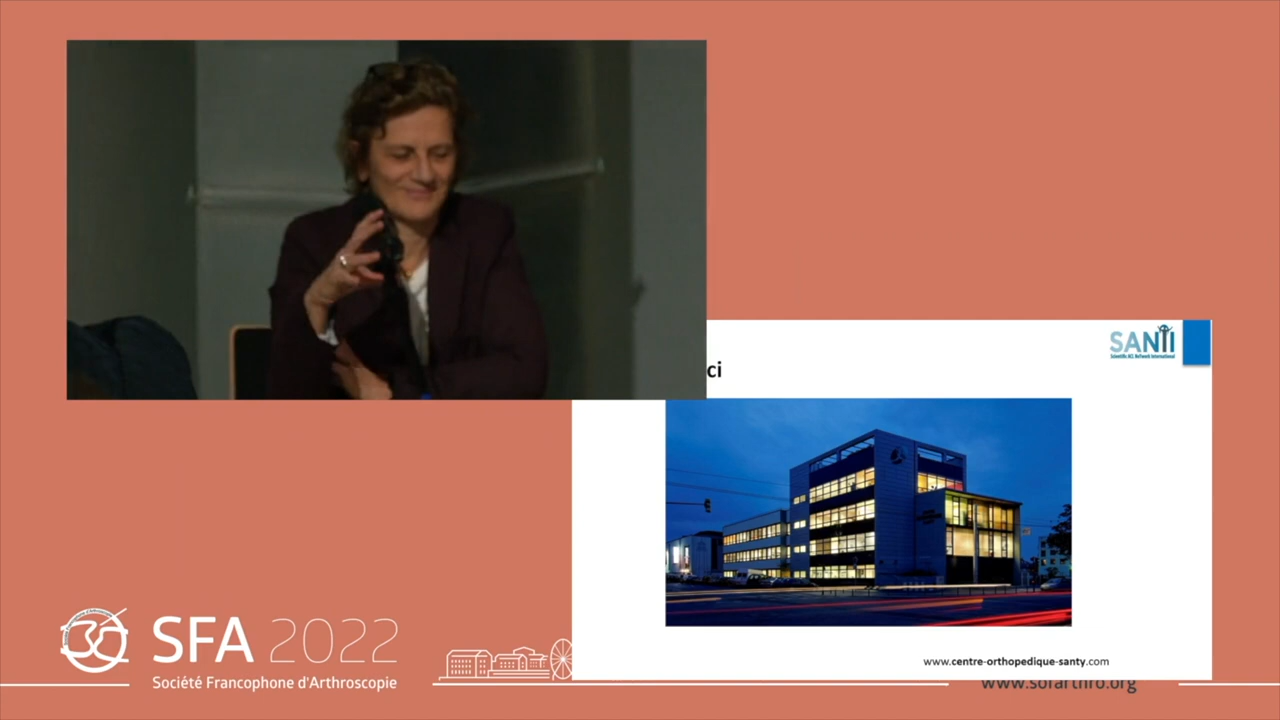 ci
SANTI
Scientific ACL Network International
www.centre-orthopedique-santy.com
30
SFA 2022
Société Francophone d'Arthroscopie
www.sofarthro.org